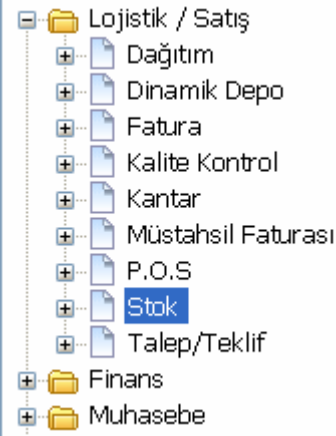 Lojistik / Satış
Dağıtım
Dinamik Depo
Fatura
Kalite Kontrol
Kantar
Müstahsil Faturası
P.O.S
Stok
Talep/Teklif
Finans
Muhasebe